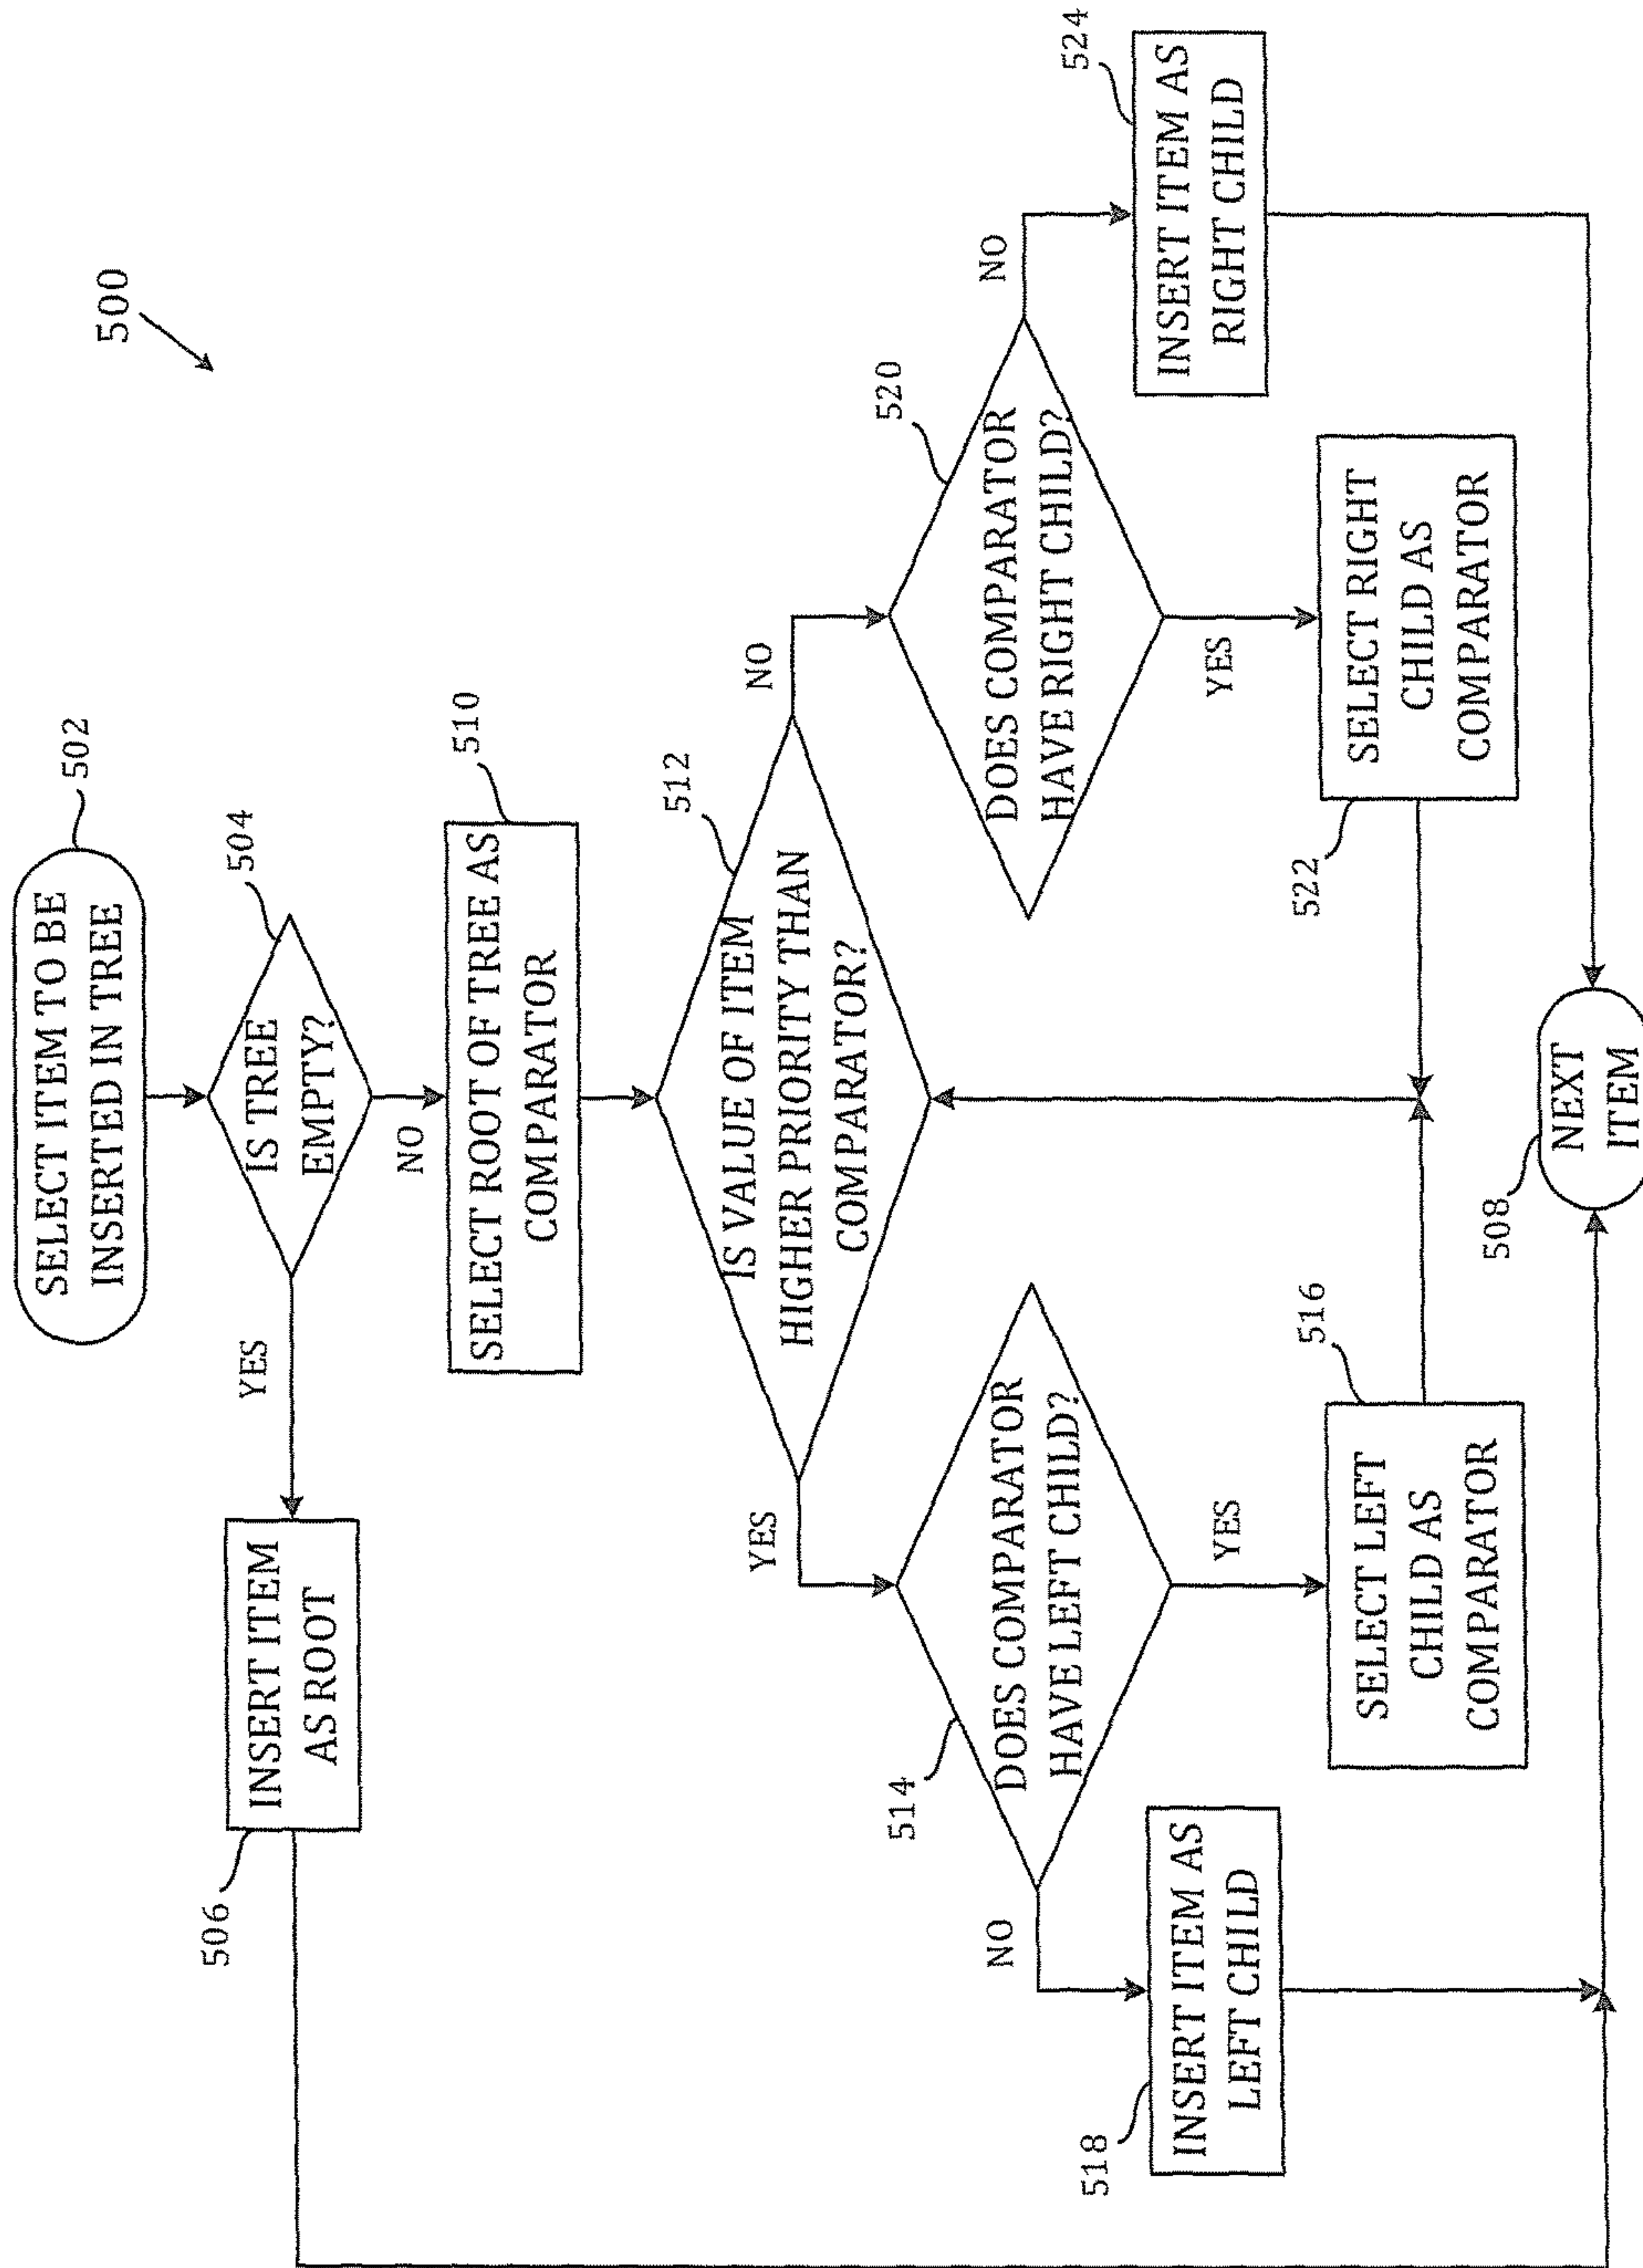 500
SELECT ITEM TO BE
INSERTED IN TREE
502
IS TREE
EMPTY?
504
YES
NO
INSERT ITEM
AS ROOT
506
SELECT ROOT OF TREE AS
COMPARATOR
510
IS VALUE OF ITEM
HIGHER PRIORITY THAN
COMPARATOR?
512
YES
NO
DOES COMPARATOR
HAVE LEFT CHILD?
514
NO
YES
DOES COMPARATOR
HAVE RIGHT CHILD?
520
NO
YES
INSERT ITEM AS
LEFT CHILD
518
SELECT LEFT
CHILD AS
COMPARATOR
516
SELECT RIGHT
CHILD AS
COMPARATOR
522
INSERT ITEM AS
RIGHT CHILD
524
NEXT
ITEM
508